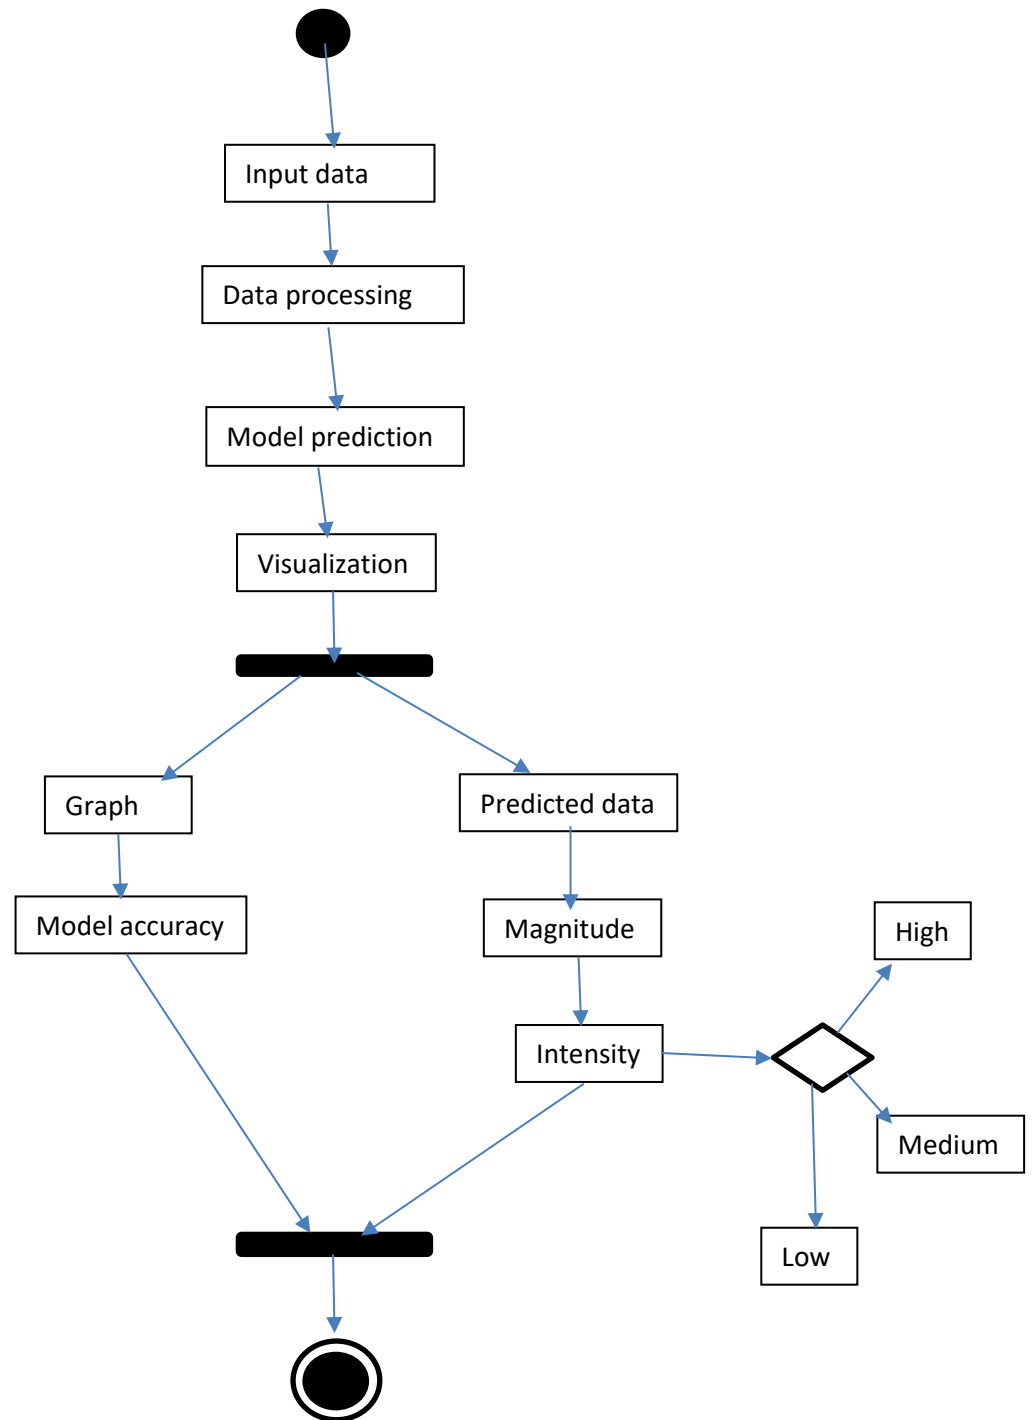 Input data
Data processing
Model prediction
Visualization
Graph
Predicted data
Model accuracy
Magnitude
High
Intensity
Medium
Low